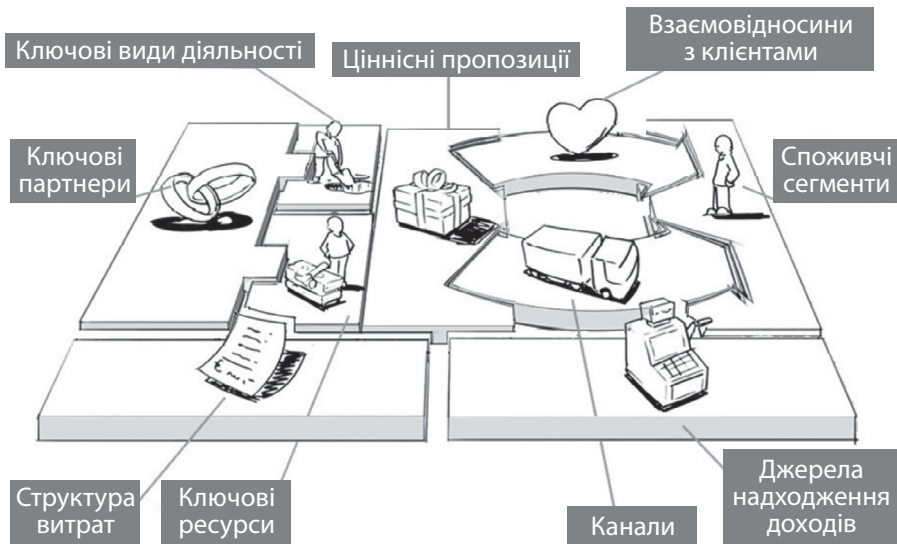 Ключові види діяльності
Ціннісні пропозиції
Взаємовідносини
з клієнтами
Ключові
партнери
Споживчі
сегменти
Структура
витрат
Ключові
ресурси
Канали
Джерела
надходження
доходів